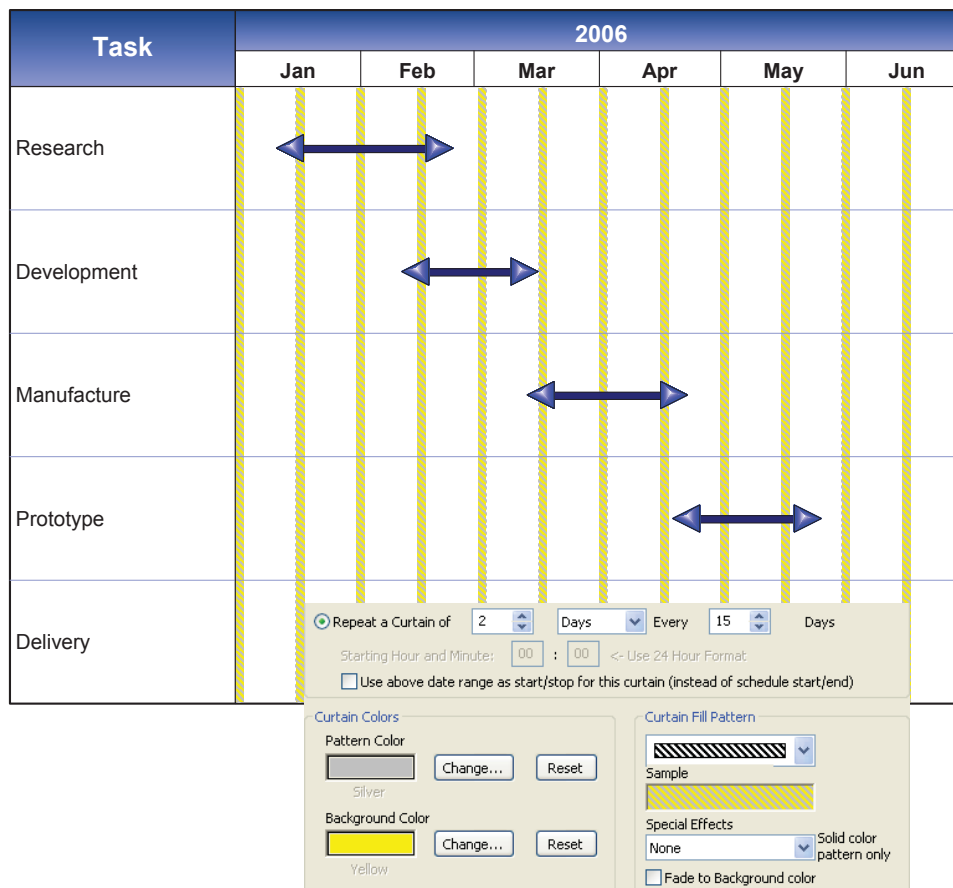 Task
2006
Jan Feb Mar Apr May Jun
Research
Development
Manufacture
Prototype
Delivery
Repeat a Curtain of 2 Days Every 15 Days
Starting Hour and Minute: 00 : 00 <- Use 24 Hour Format
Use above date range as start/stop for this curtain (instead of schedule start/end)
Curtain Colors
Pattern Color
Change... Reset
Silver
Background Color
Change... Reset
Yellow
Curtain Fill Pattern
Sample
Special Effects
None
Solid color
pattern only
Fade to Background color